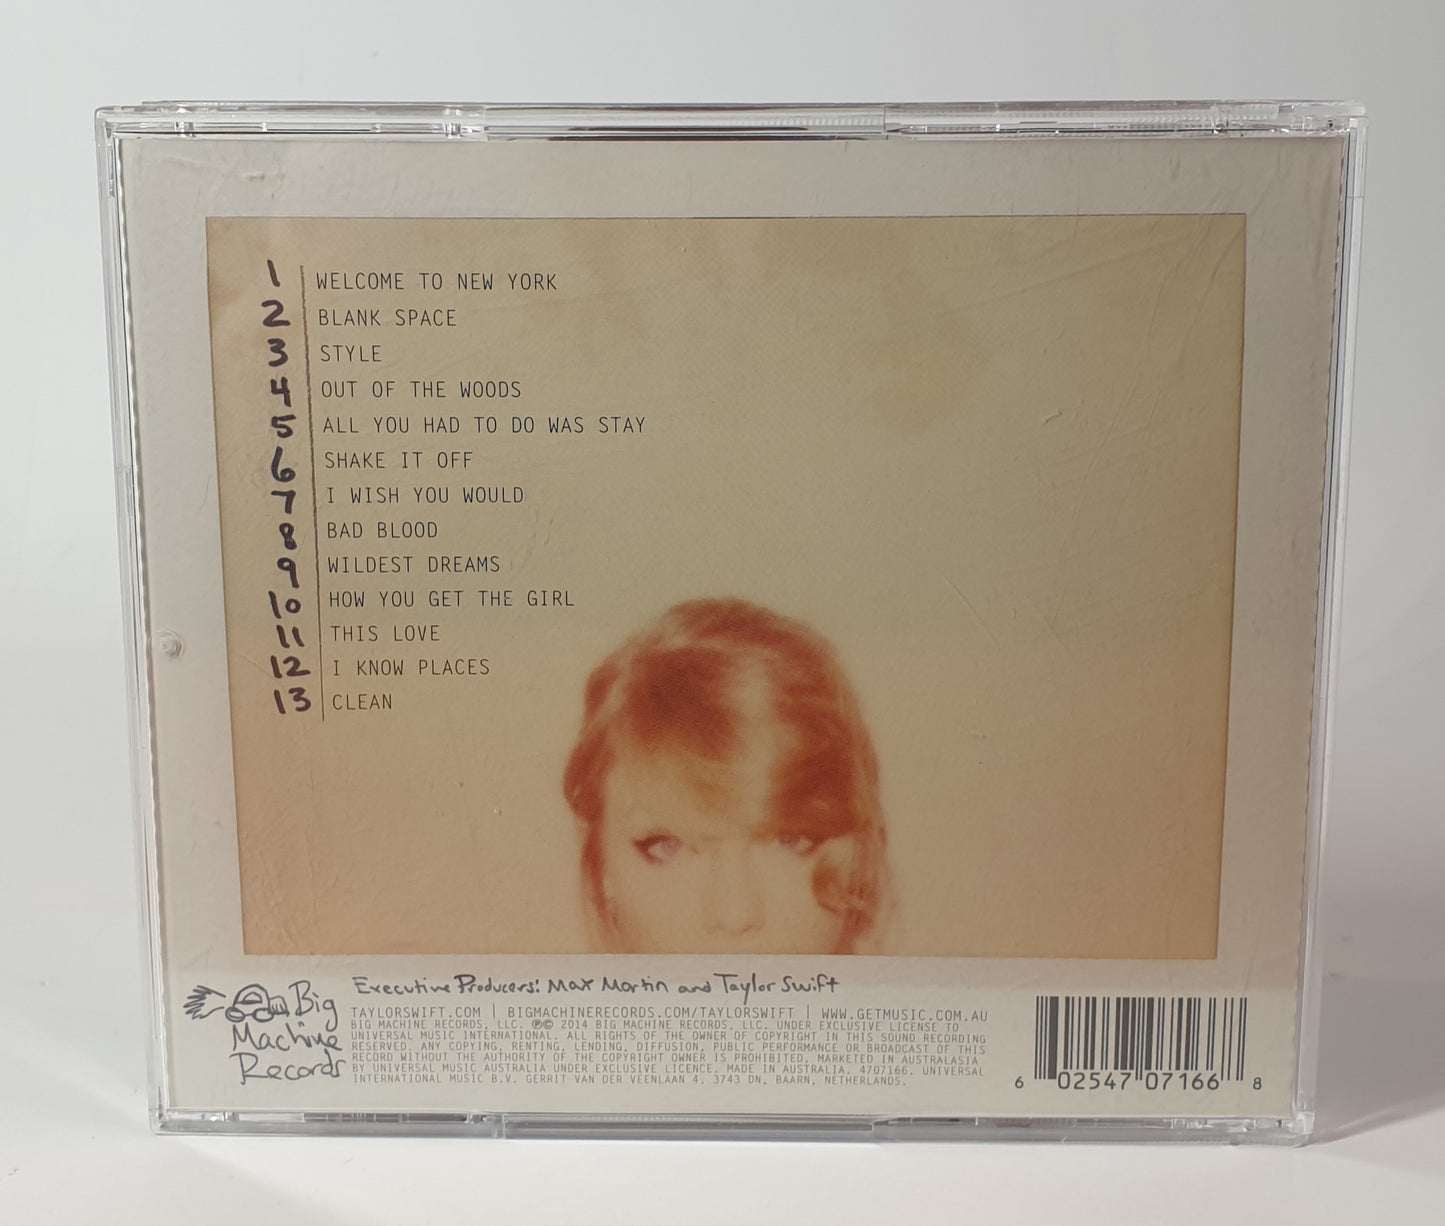 1 WELCOME TO NEW YORK
2 BLANK SPACE
3 STYLE
4 OUT OF THE WOODS
5 ALL YOU HAD TO DO WAS STAY
6 SHAKE IT OFF
7 I WISH YOU WOULD
8 BAD BLOOD
9 WILDEST DREAMS
10 HOW YOU GET THE GIRL
11 THIS LOVE
12 I KNOW PLACES
13 CLEAN
Big
Machine
Records
Executive Producers: Max Martin and Taylor Swift
TAYLORSWIFT.COM | BIGMACHINERECORDS.COM/TAYLORSWIFT | WWW.GETMUSIC.COM.AU
BIG MACHINE RECORDS, LLC. ℗© 2014 BIG MACHINE RECORDS, LLC. UNDER EXCLUSIVE LICENSE TO
UNIVERSAL MUSIC INTERNATIONAL. ALL RIGHTS OF THE OWNER OF COPYRIGHT IN THIS SOUND RECORDING
RESERVED. ANY COPYING, RENTING, LENDING, DIFFUSION, PUBLIC PERFORMANCE OR BROADCAST OF THIS
RECORD WITHOUT THE AUTHORITY OF THE COPYRIGHT OWNER IS PROHIBITED. MARKETED IN AUSTRALASIA
BY UNIVERSAL MUSIC AUSTRALIA UNDER EXCLUSIVE LICENCE. MADE IN AUSTRALIA. 4707166. UNIVERSAL
INTERNATIONAL MUSIC B.V. GERRIT VAN DER VEENLAAN 4, 3743 DN, BAARN, NETHERLANDS.
6 02547 07166 8